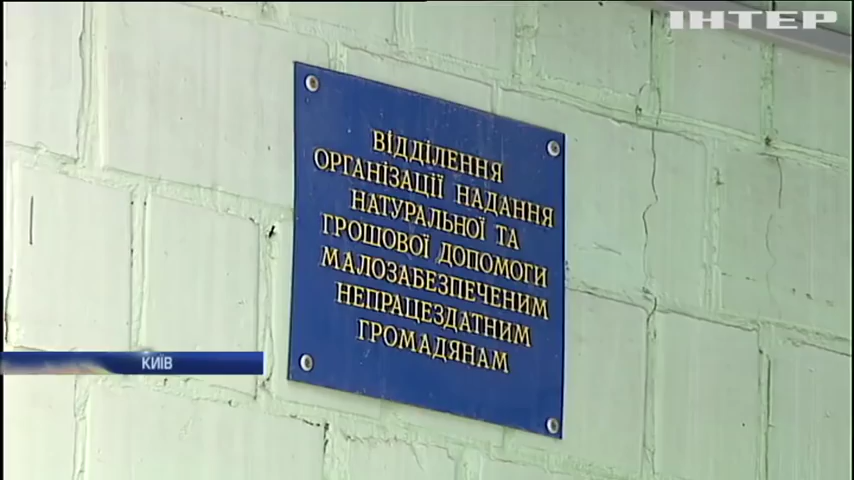 ІНТЕР
ВІДДІЛЕННЯ
ОРГАНІЗАЦІЇ НАДАННЯ
НАТУРАЛЬНОЇ ТА
ГРОШОВОЇ ДОПОМОГИ
МАЛОЗАБЕЗПЕЧЕНИМ
НЕПРАЦЕЗДАТНИМ
ГРОМАДЯНАМ
КИЇВ